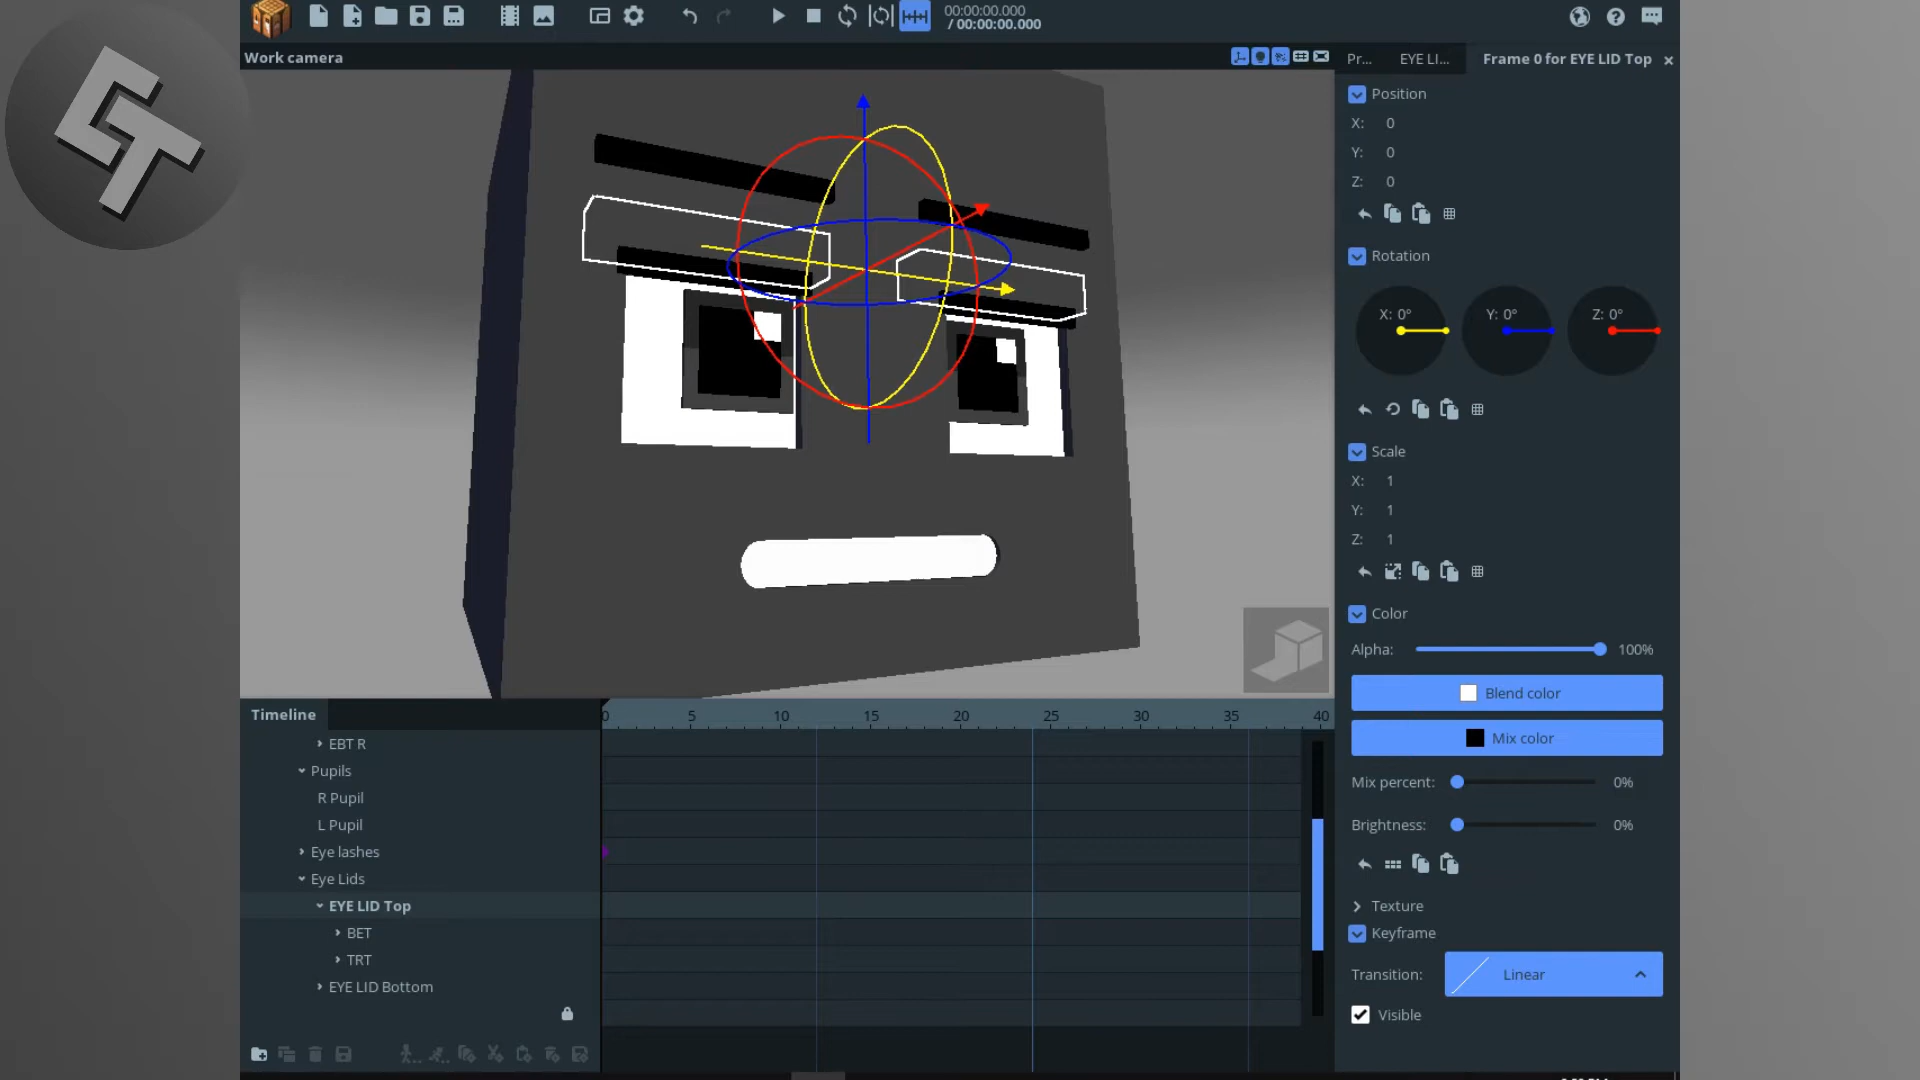 CT
00:00:00.000
/ 00:00:00.000
Work camera
Pr...
EYE LI...
Frame 0 for EYE LID Top
Position
X: 0
Y: 0
Z: 0
Rotation
X: 0°
Y: 0°
Z: 0°
Scale
X: 1
Y: 1
Z: 1
Color
Alpha: 100%
Blend color
Mix color
Mix percent: 0%
Brightness: 0%
Texture
Keyframe
Transition: Linear
Visible
Timeline
0 5 10 15 20 25 30 35 40
EBT R
Pupils
R Pupil
L Pupil
Eye lashes
Eye Lids
EYE LID Top
BET
TRT
EYE LID Bottom